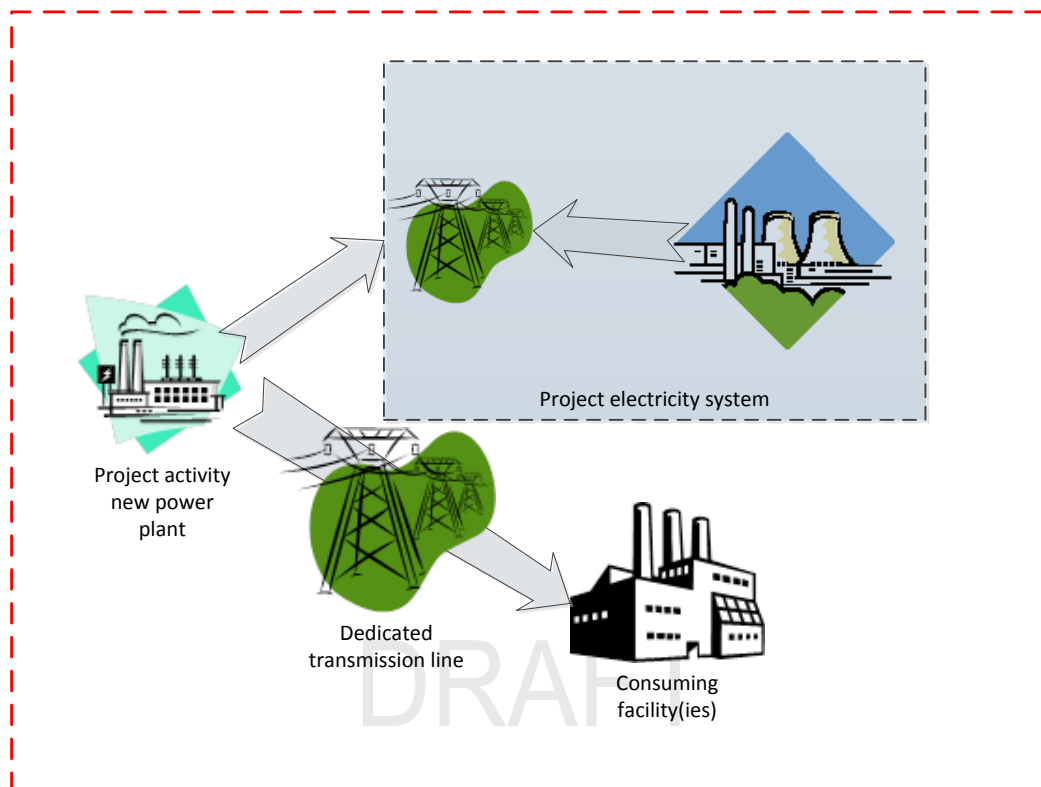 Project electricity system
Project activity
new power
plant
Dedicated
transmission line
DRAFT
Consuming
facility(ies)